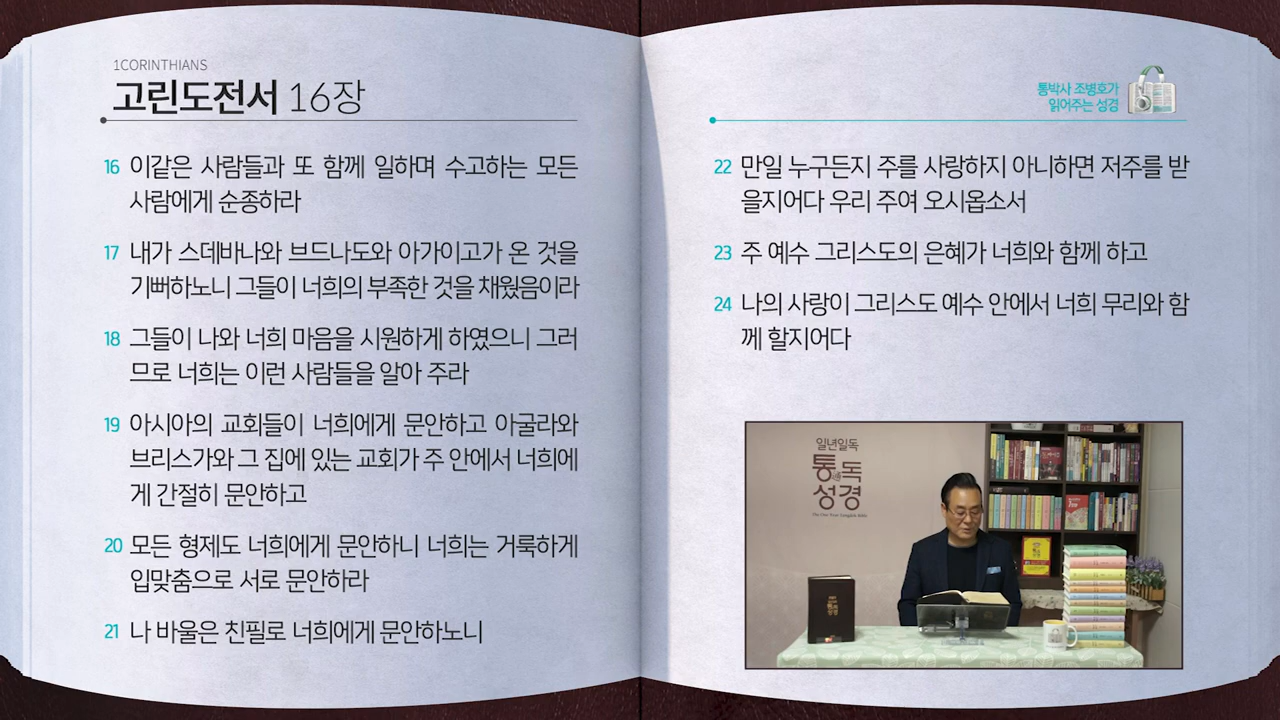 1CORINTHIANS
고린도전서 16장
16 이같은 사람들과 또 함께 일하며 수고하는 모든
사람에게 순종하라
17 내가 스데바나와 브드나도와 아가이고가 온 것을
기뻐하노니 그들이 너희의 부족한 것을 채웠음이라
18 그들이 나와 너희 마음을 시원하게 하였으니 그러
므로 너희는 이런 사람들을 알아 주라
19 아시아의 교회들이 너희에게 문안하고 아굴라와
브리스가와 그 집에 있는 교회가 주 안에서 너희에
게 간절히 문안하고
20 모든 형제도 너희에게 문안하니 너희는 거룩하게
입맞춤으로 서로 문안하라
21 나 바울은 친필로 너희에게 문안하노니
통박사 조병호가
읽어주는 성경
22 만일 누구든지 주를 사랑하지 아니하면 저주를 받
을지어다 우리 주여 오시옵소서
23 주 예수 그리스도의 은혜가 너희와 함께 하고
24 나의 사랑이 그리스도 예수 안에서 너희 무리와 함
께 할지어다
일년일독
통독
성경